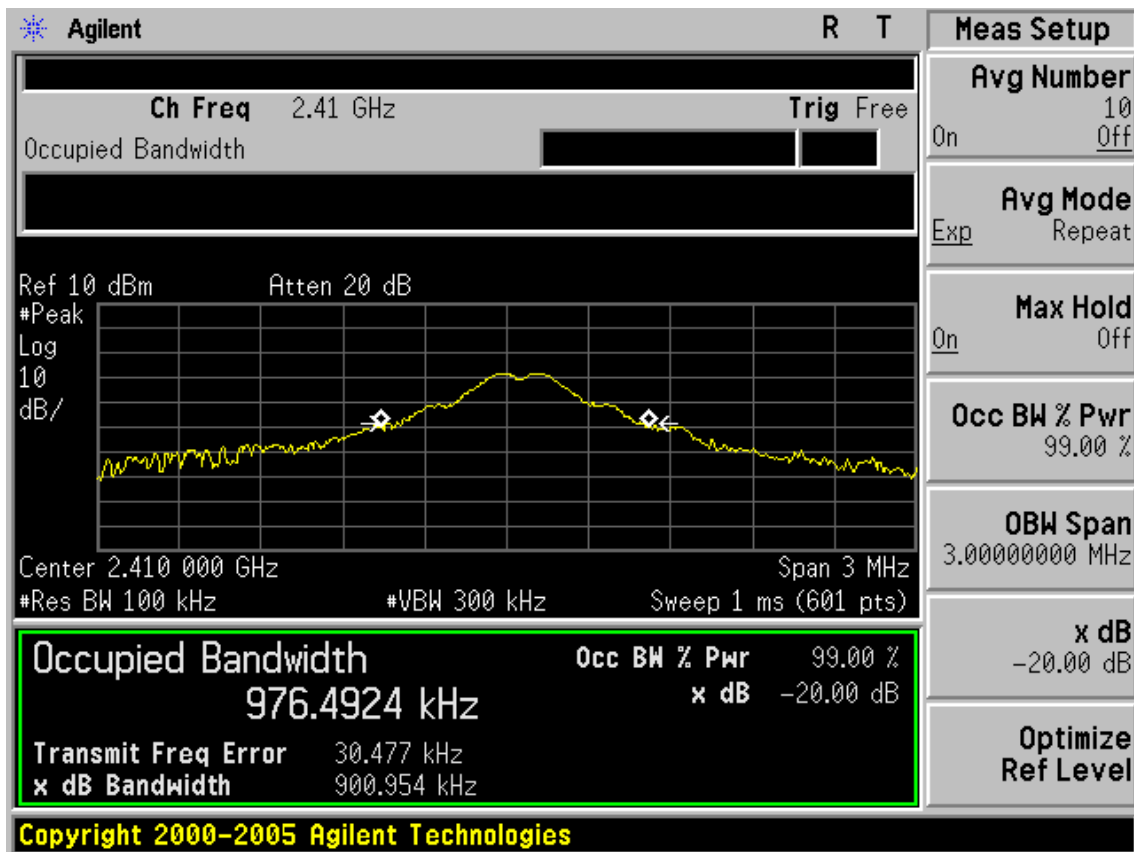 Agilent R T
Ch Freq 2.41 GHz Trig Free
Occupied Bandwidth
Ref 10 dBm Atten 20 dB
#Peak
Log
10
dB/
Center 2.410 000 GHz Span 3 MHz
#Res BW 100 kHz #VBW 300 kHz Sweep 1 ms (601 pts)
Occupied Bandwidth Occ BW % Pwr 99.00 %
976.4924 kHz x dB -20.00 dB
Transmit Freq Error 30.477 kHz
x dB Bandwidth 900.954 kHz
Copyright 2000-2005 Agilent Technologies
Meas Setup
Avg Number
10
On Off
Avg Mode
Exp Repeat
Max Hold
On Off
Occ BW % Pwr
99.00 %
OBW Span
3.00000000 MHz
x dB
-20.00 dB
Optimize
Ref Level